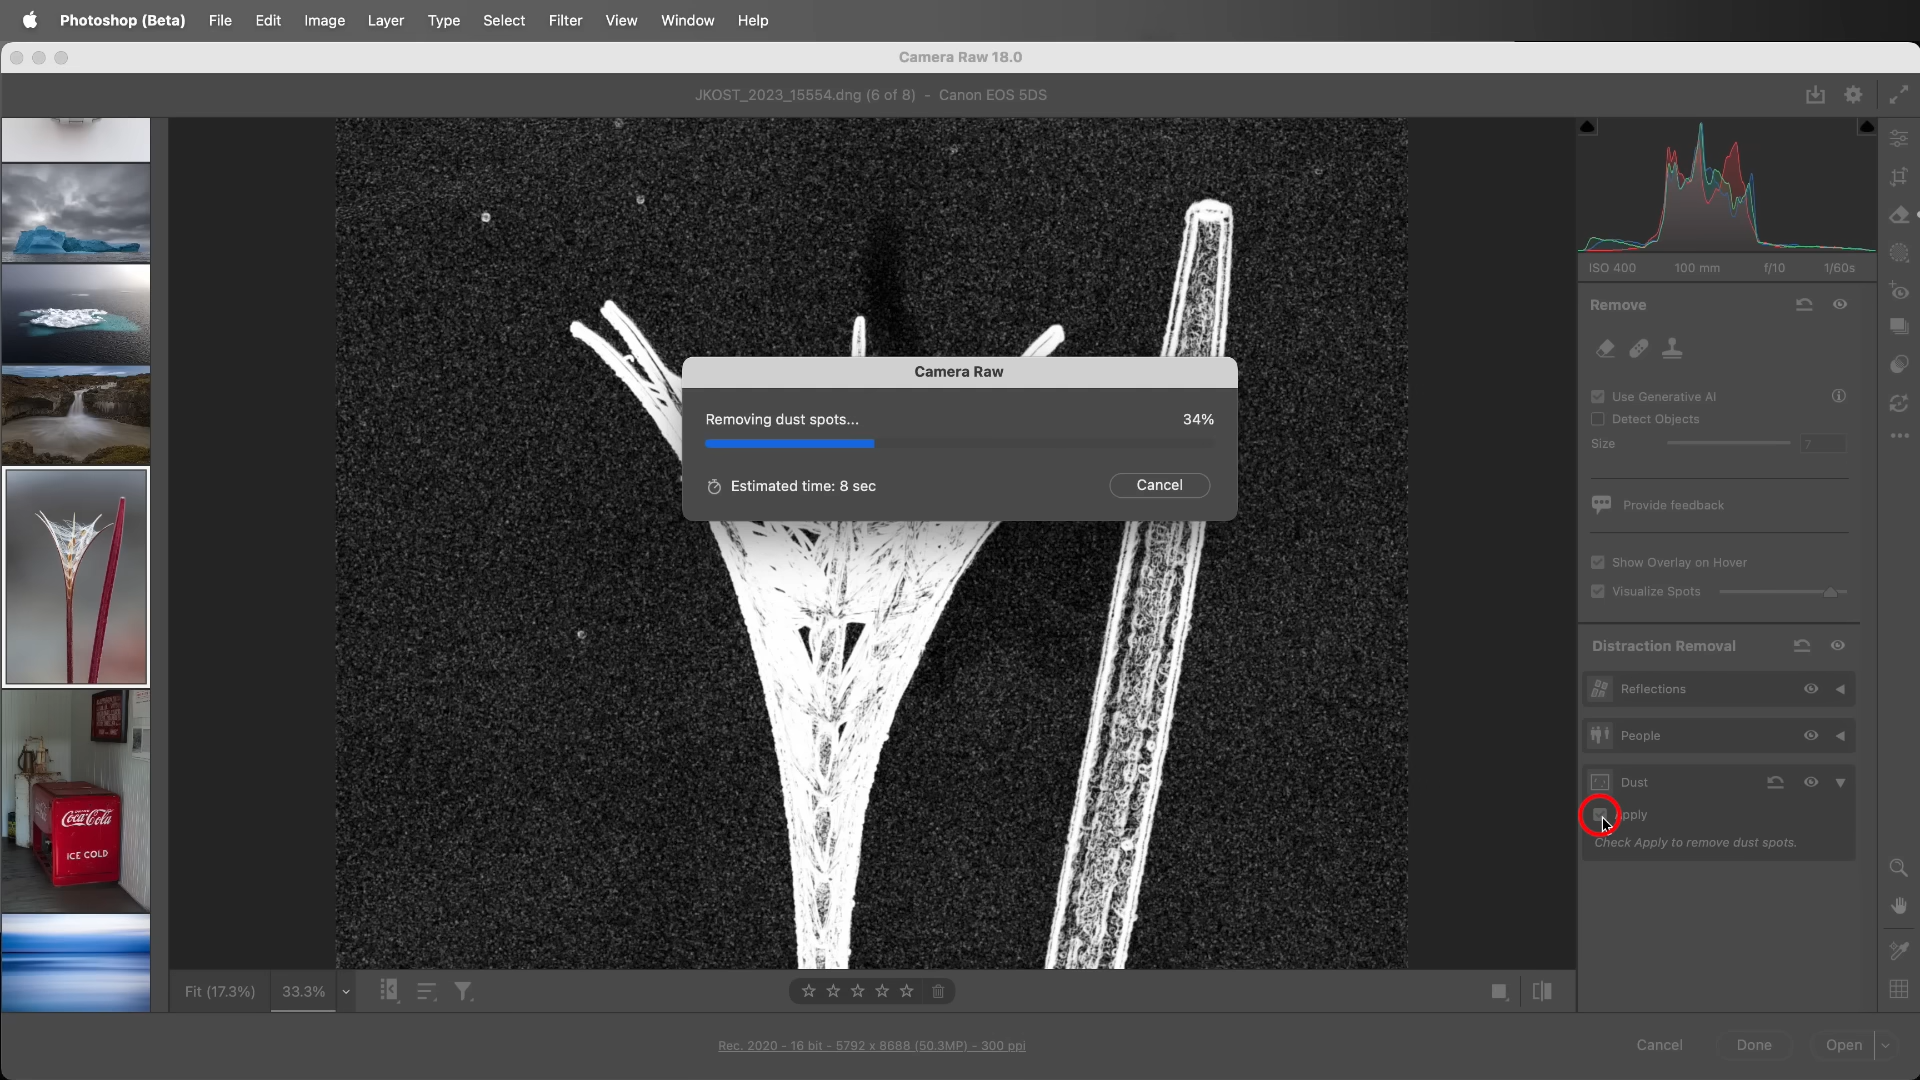 Photoshop (Beta) File Edit Image Layer Type Select Filter View Window Help
Camera Raw 18.0
JKOST_2023_15554.dng (6 of 8) - Canon EOS 5DS
ISO 400 100 mm f/10 1/60s
Remove
Use Generative AI
Detect Objects
Size 7
Provide feedback
Show Overlay on Hover
Visualize Spots
Distraction Removal
Reflections
People
Dust
Apply
Check Apply to remove dust spots.
Camera Raw
Removing dust spots... 34%
Estimated time: 8 sec Cancel
Coca-Cola
ICE COLD
Fit (17.3%) 33.3%
Rec. 2020 - 16 bit - 5792 x 8688 (50.3MP) - 300 ppi
Cancel Done Open